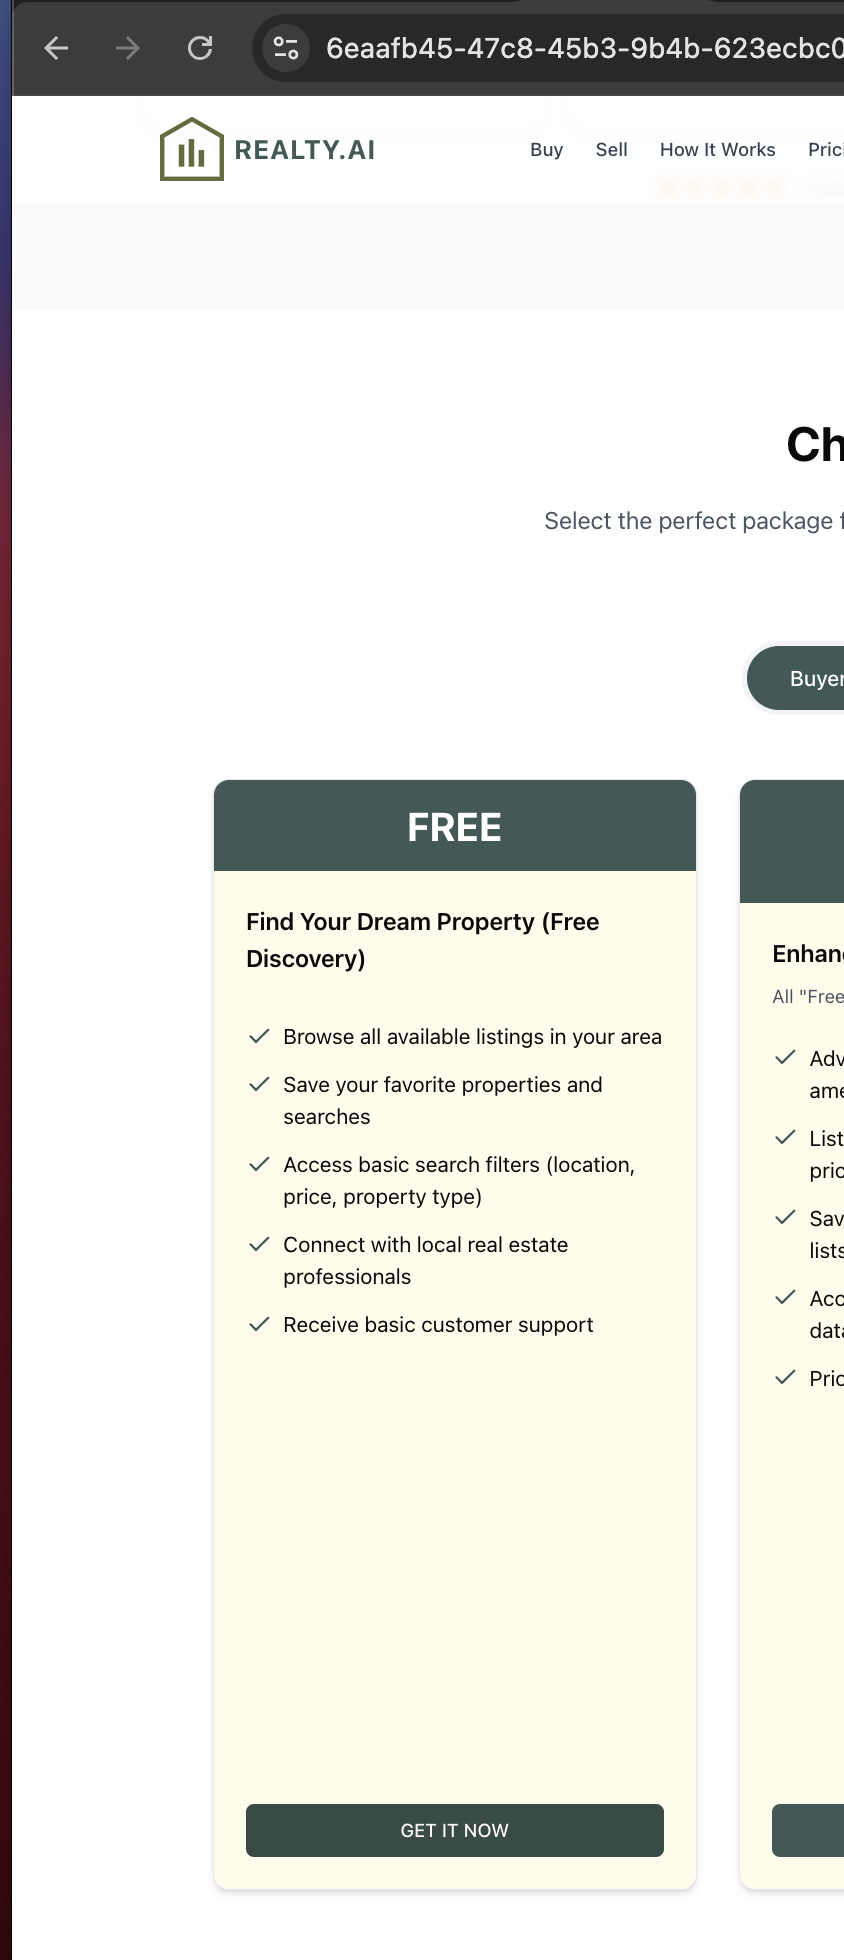 6eaafb45-47c8-45b3-9b4b-623ecbc0
REALTY.AI
Buy Sell How It Works Prici
Ch
Select the perfect package f
Buyer
FREE
Find Your Dream Property (Free
Discovery)
Browse all available listings in your area
Save your favorite properties and
searches
Access basic search filters (location,
price, property type)
Connect with local real estate
professionals
Receive basic customer support
GET IT NOW
Enhanc
All "Free
Adv
ame
List
pric
Sav
lists
Acc
data
Pric